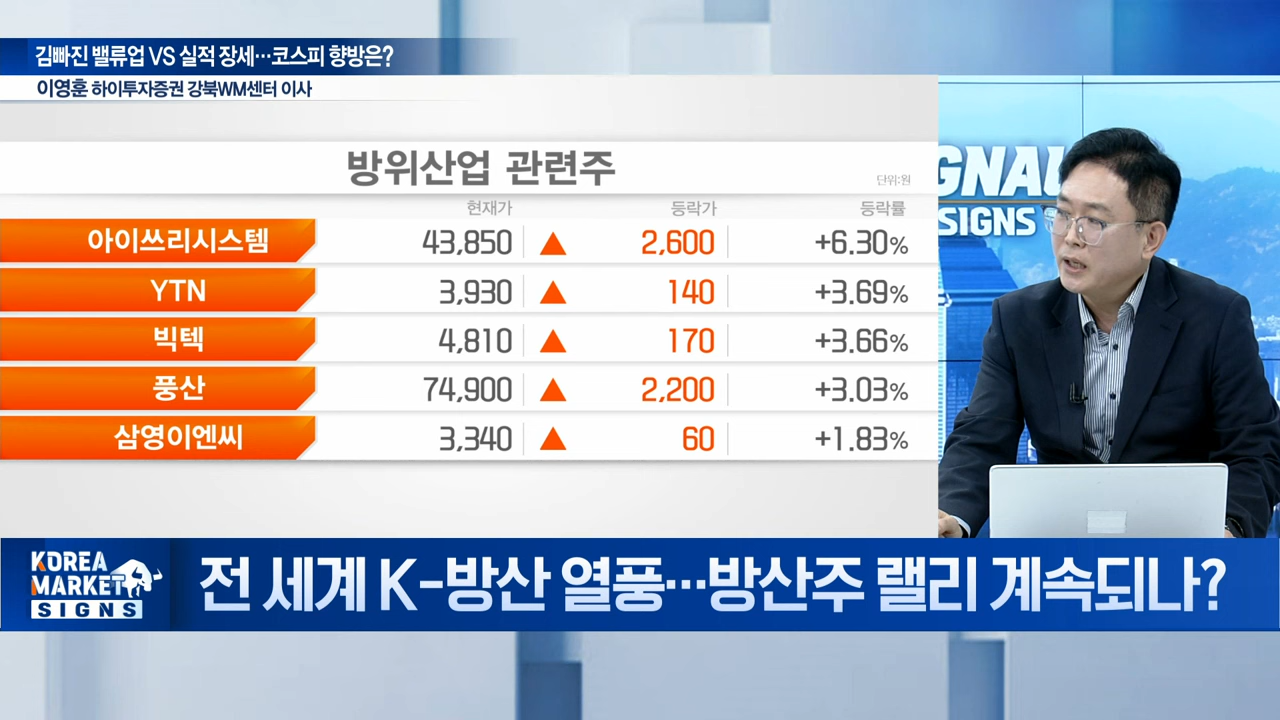 김빠진 밸류업 VS 실적 장세…코스피 향방은?
이영훈 하이투자증권 강북WM센터 이사
방위산업 관련주
단위:원
현재가 등락가 등락률
아이쓰리시스템 43,850 ▲ 2,600 +6.30%
YTN 3,930 ▲ 140 +3.69%
빅텍 4,810 ▲ 170 +3.66%
풍산 74,900 ▲ 2,200 +3.03%
삼영이엔씨 3,340 ▲ 60 +1.83%
GNAL
SIGNS
KOREA
MARKET
SIGNS
전 세계 K-방산 열풍…방산주 랠리 계속되나?